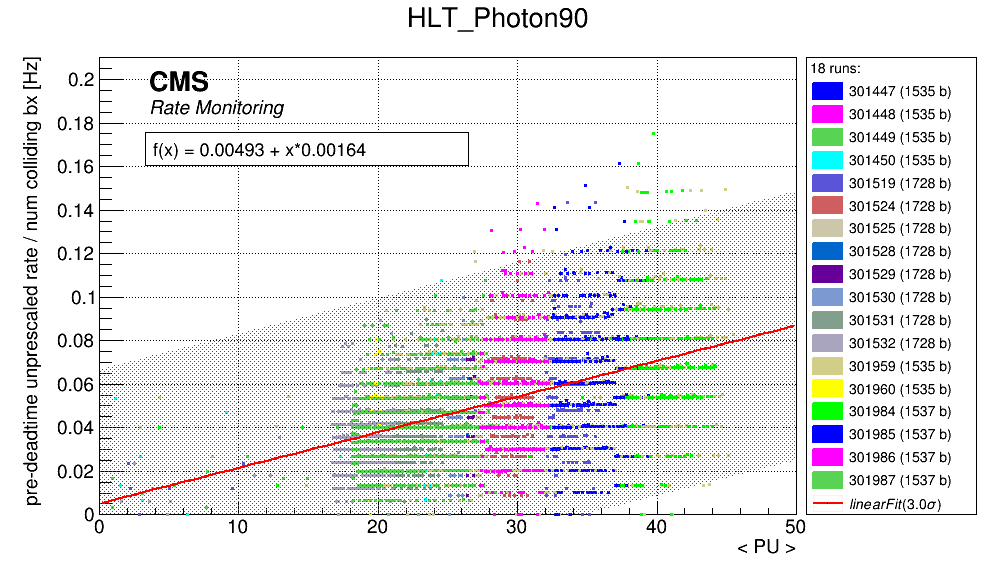 HLT_Photon90
pre-deadtime unprescaled rate / num colliding bx [Hz]
CMS
Rate Monitoring
f(x) = 0.00493 + x*0.00164
0.2
0.18
0.16
0.14
0.12
0.1
0.08
0.06
0.04
0.02
0
0 10 20 30 40 50
< PU >
18 runs:
301447 (1535 b)
301448 (1535 b)
301449 (1535 b)
301450 (1535 b)
301519 (1728 b)
301524 (1728 b)
301525 (1728 b)
301528 (1728 b)
301529 (1728 b)
301530 (1728 b)
301531 (1728 b)
301532 (1728 b)
301959 (1535 b)
301960 (1535 b)
301984 (1537 b)
301985 (1537 b)
301986 (1537 b)
301987 (1537 b)
linearFit(3.0σ)